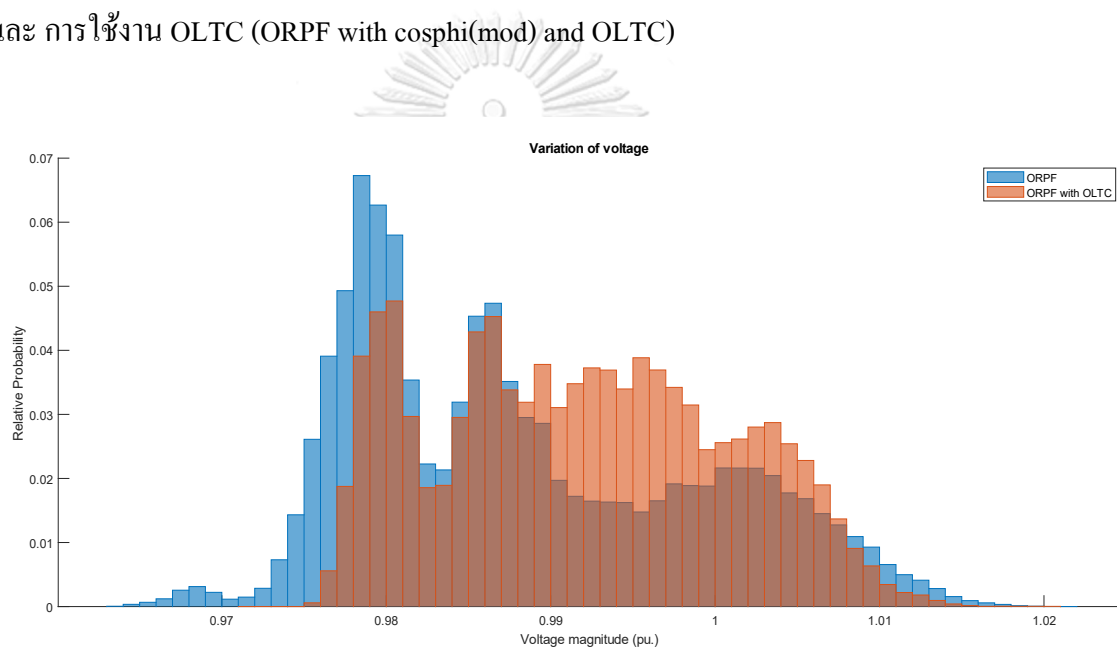 และ การใช้งาน OLTC (ORPF with cosphi(mod) and OLTC)
Variation of voltage
ORPF
ORPF with OLTC
0.07
0.06
0.05
0.04
0.03
0.02
0.01
0
Relative Probability
0.97
0.98
0.99
1
1.01
1.02
Voltage magnitude (pu.)